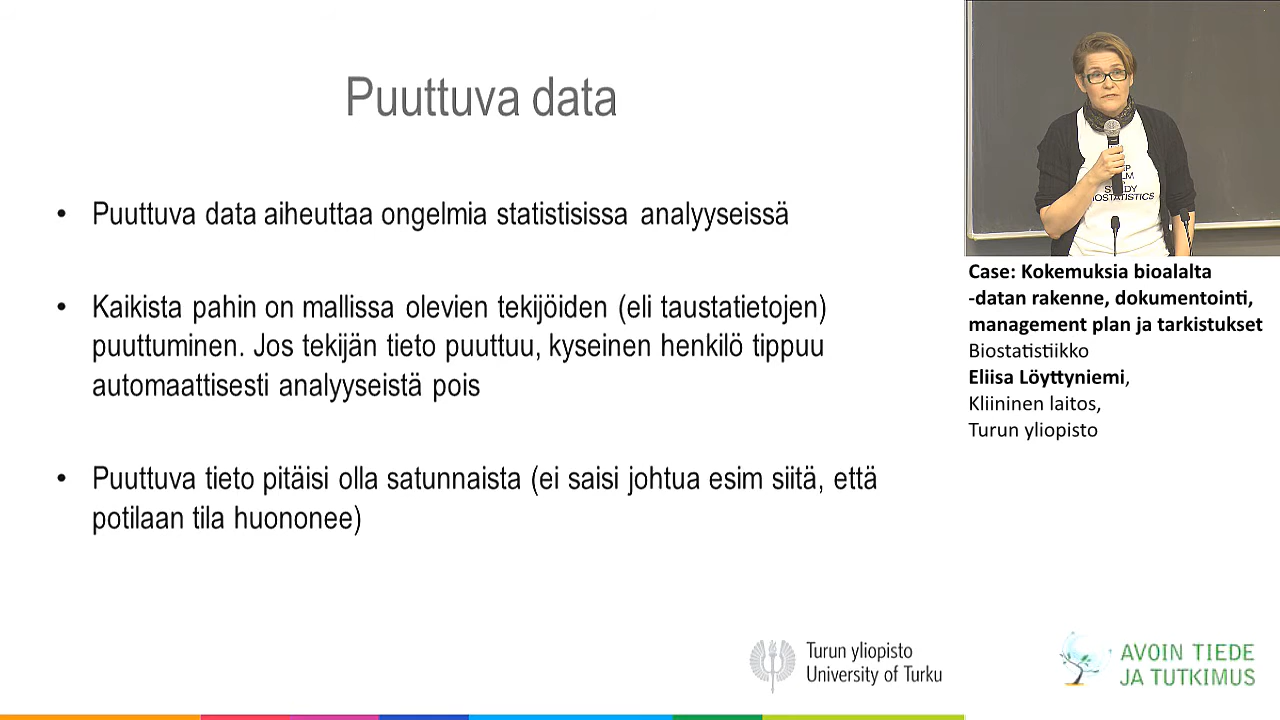 Puuttuva data
• Puuttuva data aiheuttaa ongelmia statistisissa analyyseissä
• Kaikista pahin on mallissa olevien tekijöiden (eli taustatietojen)
puuttuminen. Jos tekijän tieto puuttuu, kyseinen henkilö tippuu
automaattisesti analyyseistä pois
• Puuttuva tieto pitäisi olla satunnaista (ei saisi johtua esim siitä, että
potilaan tila huononee)
Case: Kokemuksia bioalalta
-datan rakenne, dokumentointi,
management plan ja tarkistukset
Biostatistiikko
Eliisa Löyttyniemi,
Kliininen laitos,
Turun yliopisto
Turun yliopisto
University of Turku
AVOIN TIEDE
JA TUTKIMUS